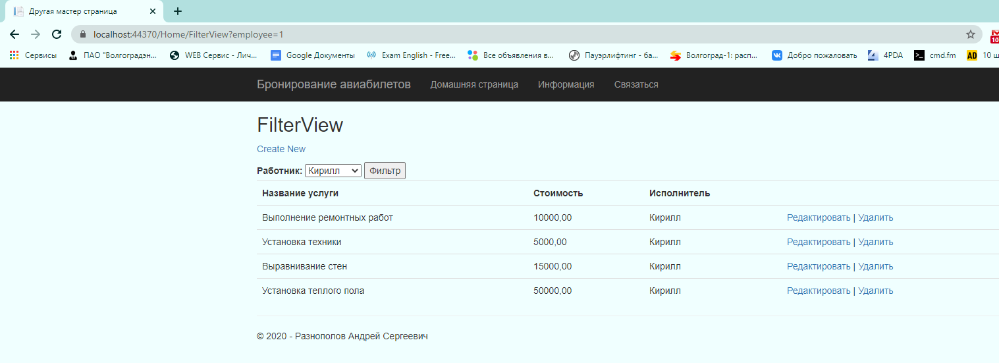 Другая мастер страница
localhost:44370/Home/FilterView?employee=1
Сервисы ПАО "Волгоградэн... WEB Сервис - Лич... Google Документы Exam English - Free... Все объявления в... Пауэрлифтинг - ба... Волгоград-1: расп... Добро пожаловать 4PDA cmd.fm AD 10 ш
10
Бронирование авиабилетов Домашняя страница Информация Связаться
FilterView
Create New
Работник: Кирилл Фильтр
Название услуги Стоимость Исполнитель
Выполнение ремонтных работ 10000,00 Кирилл Редактировать | Удалить
Установка техники 5000,00 Кирилл Редактировать | Удалить
Выравнивание стен 15000,00 Кирилл Редактировать | Удалить
Установка теплого пола 50000,00 Кирилл Редактировать | Удалить
© 2020 - Разнополов Андрей Сергеевич